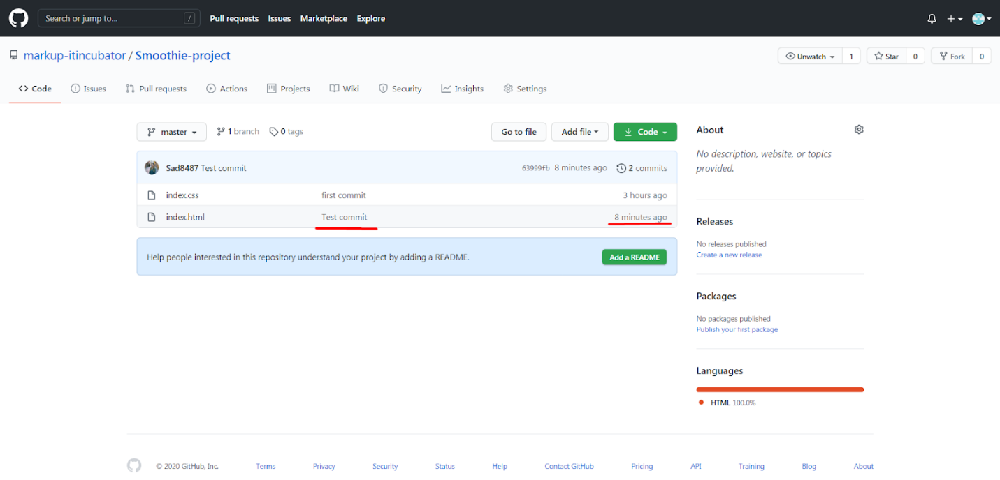 Search or jump to... /
Pull requests Issues Marketplace Explore
markup-itincubator / Smoothie-project
Unwatch 1 Star 0 Fork 0
Code Issues Pull requests Actions Projects Wiki Security Insights Settings
master 1 branch 0 tags
Go to file Add file Code
Sad8487 Test commit 63999fb 8 minutes ago 2 commits
index.css first commit 3 hours ago
index.html Test commit 8 minutes ago
Help people interested in this repository understand your project by adding a README. Add a README
About
No description, website, or topics
provided.
Releases
No releases published
Create a new release
Packages
No packages published
Publish your first package
Languages
HTML 100.0%
© 2020 GitHub, Inc. Terms Privacy Security Status Help Contact GitHub Pricing API Training Blog About